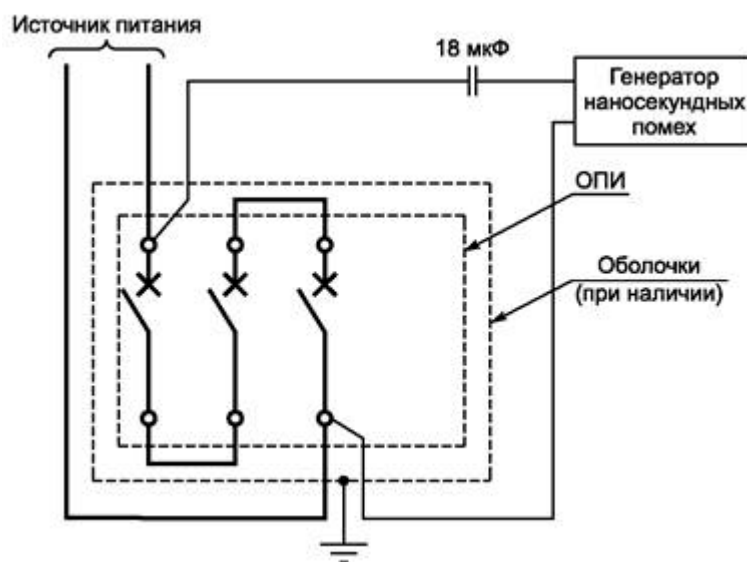 Источник питания
18 мкФ
Генератор
наносекундных
помех
ОПИ
Оболочки
(при наличии)